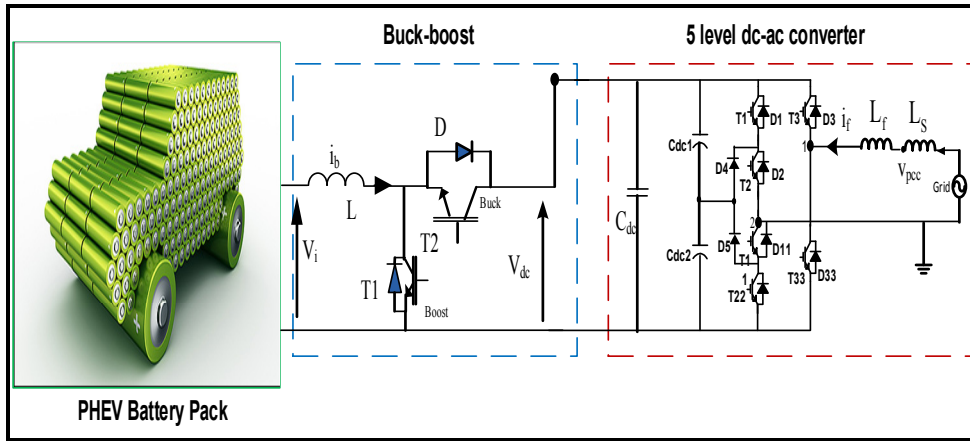 Buck-boost
5 level dc-ac converter
D
i_b
L
Buck
T2
T1
Boost
V_i
V_dc
C_dc
Cdc1
Cdc2
T1
D1
T3
D3
D4
T2
D2
1
2
D5
T1
1
D11
T22
T33
D33
i_f
L_f
L_S
v_pcc
Grid
+
PHEV Battery Pack